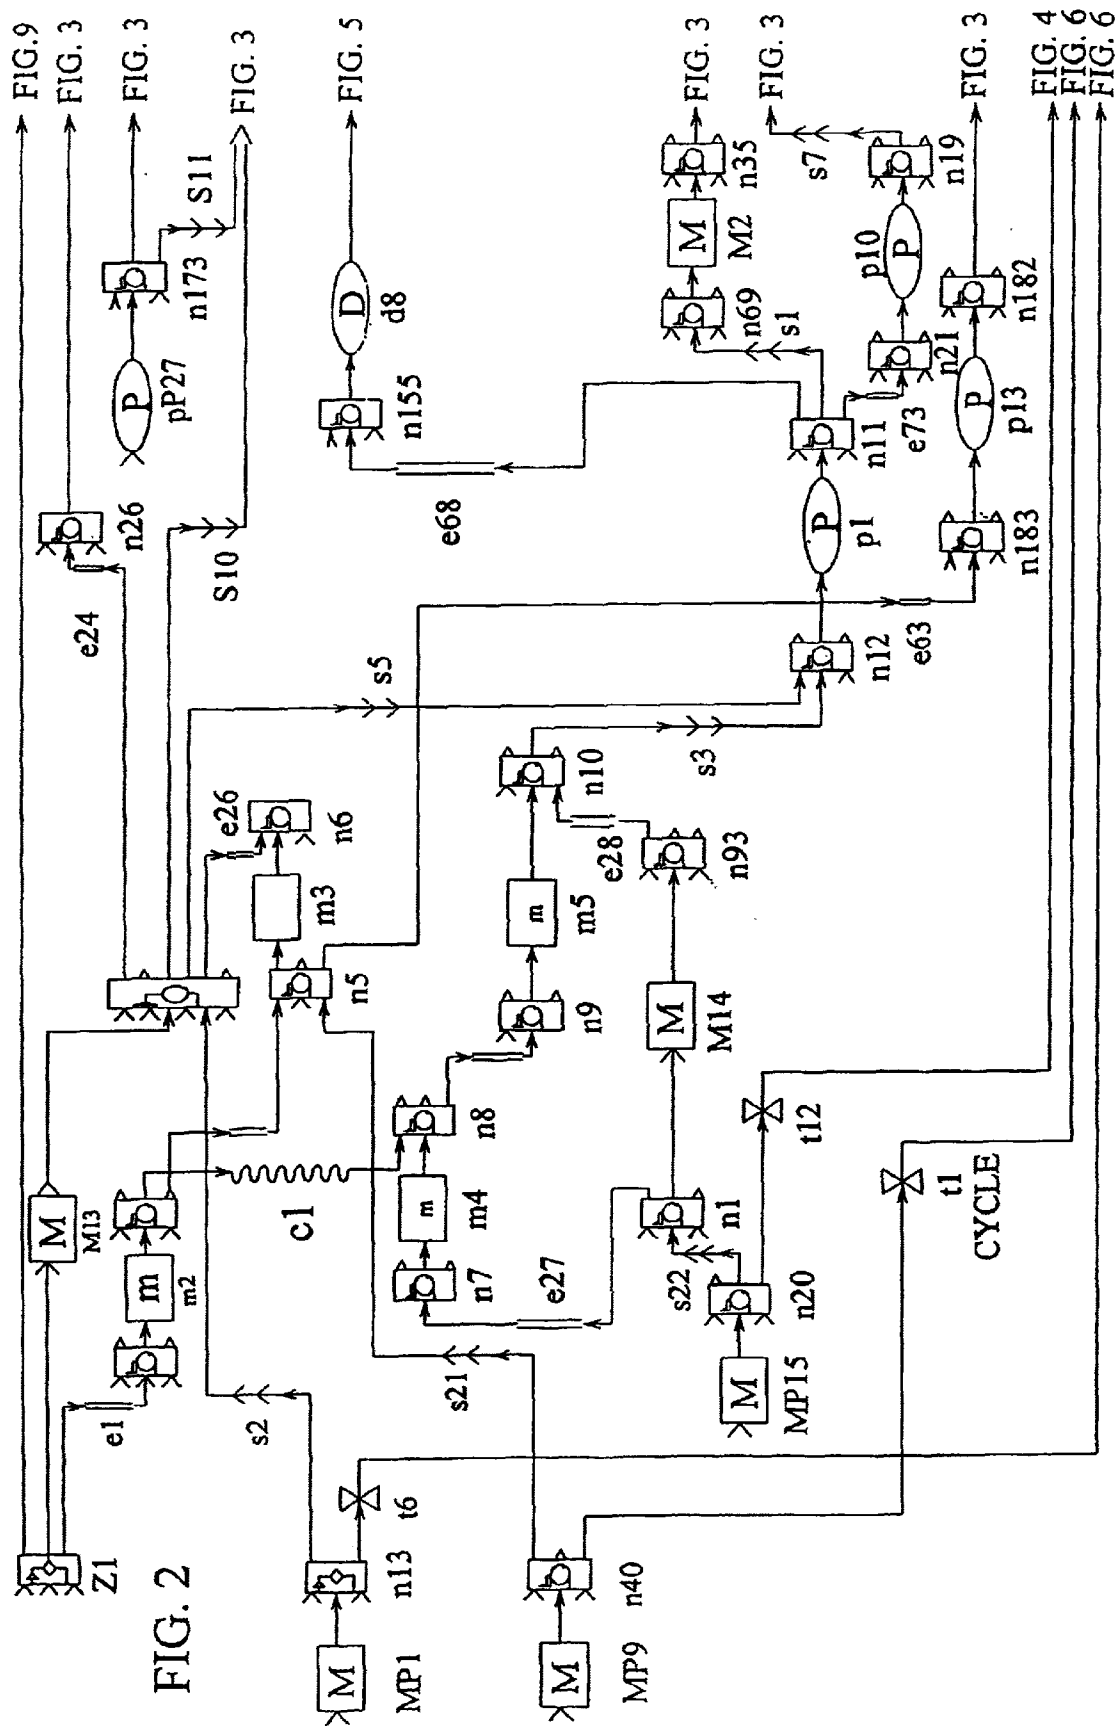 FIG. 2
FIG.9
FIG. 3
FIG. 3
FIG. 3
FIG. 5
FIG. 3
FIG. 3
FIG. 3
FIG. 4
FIG. 6
FIG. 6
Z1
M
M13
e1
m
m2
e24
n26
P
pP27
n173
S11
S10
s2
c1
e26
n6
m3
n5
s5
M
MP1
n13
t6
s21
n7
m
m4
n8
n9
m
m5
n10
s3
e28
n93
e27
M
MP9
n40
M
MP15
n20
s22
n1
M
M14
t12
t1
CYCLE
n12
P
p1
n11
e68
n155
D
d8
s1
n69
M
M2
n35
e73
n21
P
p10
n19
s7
e63
n183
P
p13
n182